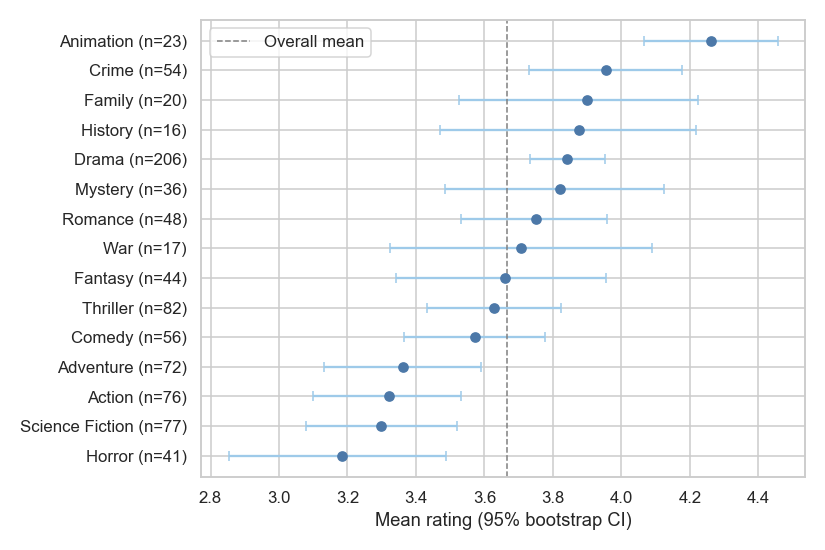 Overall mean
Animation (n=23)
Crime (n=54)
Family (n=20)
History (n=16)
Drama (n=206)
Mystery (n=36)
Romance (n=48)
War (n=17)
Fantasy (n=44)
Thriller (n=82)
Comedy (n=56)
Adventure (n=72)
Action (n=76)
Science Fiction (n=77)
Horror (n=41)
2.8 3.0 3.2 3.4 3.6 3.8 4.0 4.2 4.4
Mean rating (95% bootstrap CI)